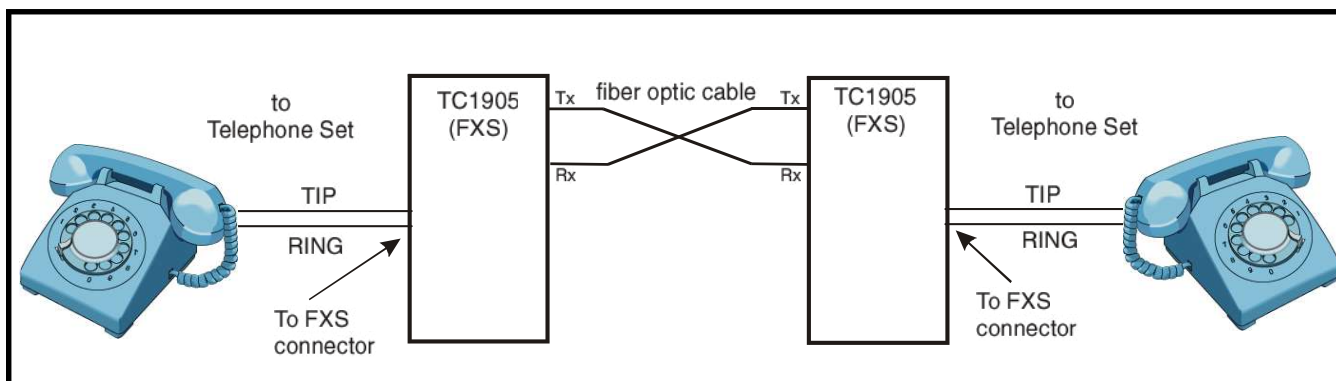 to
Telephone Set
TIP
RING
To FXS
connector
TC1905
(FXS)
Tx
Rx
fiber optic cable
Tx
Rx
TC1905
(FXS)
to
Telephone Set
TIP
RING
To FXS
connector